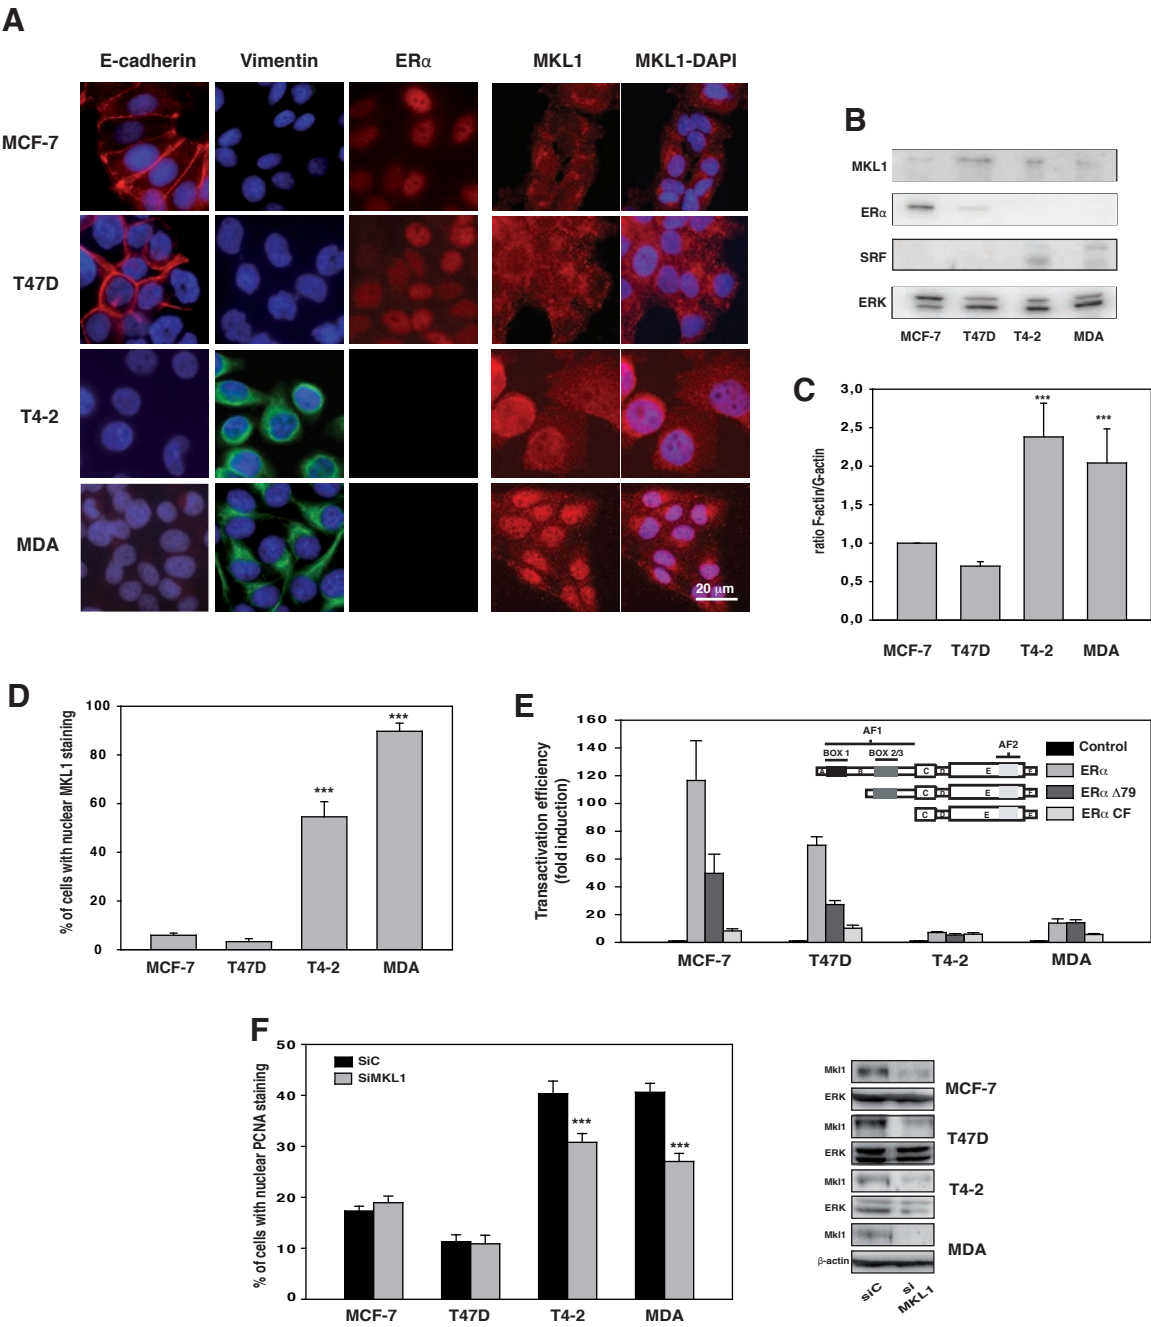 A
E-cadherin Vimentin ERα MKL1 MKL1-DAPI
MCF-7
T47D
T4-2
MDA
20 μm
B
MKL1
ERα
SRF
ERK
MCF-7 T47D T4-2 MDA
C
ratio F-actin/G-actin
3,0
2,5
2,0
1,5
1,0
0,5
0,0
*** ***
MCF-7 T47D T4-2 MDA
D
% of cells with nuclear MKL1 staining
100
80
60
40
20
0
*** ***
MCF-7 T47D T4-2 MDA
E
Transactivation efficiency
(fold induction)
160
140
120
100
80
60
40
20
0
AF1
BOX 1 BOX 2/3 AF2
A B C D E F
C D E F
C D E F
Control
ERα
ERα Δ79
ERα CF
MCF-7 T47D T4-2 MDA
F
% of cells with nuclear PCNA staining
50
40
30
20
10
0
SiC
SiMKL1
*** ***
MCF-7 T47D T4-2 MDA
Mkl1
ERK
MCF-7
Mkl1
ERK
T47D
Mkl1
ERK
T4-2
Mkl1
β-actin
MDA
siC si MKL1